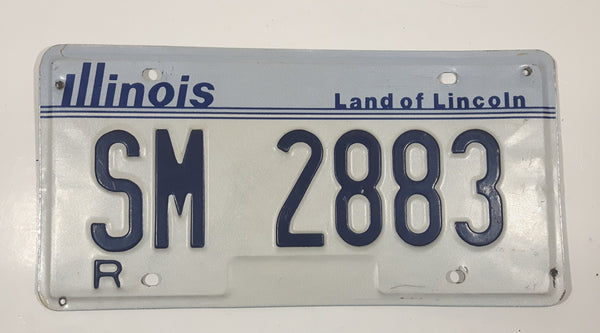 Illinois Land of Lincoln
SM 2883
R